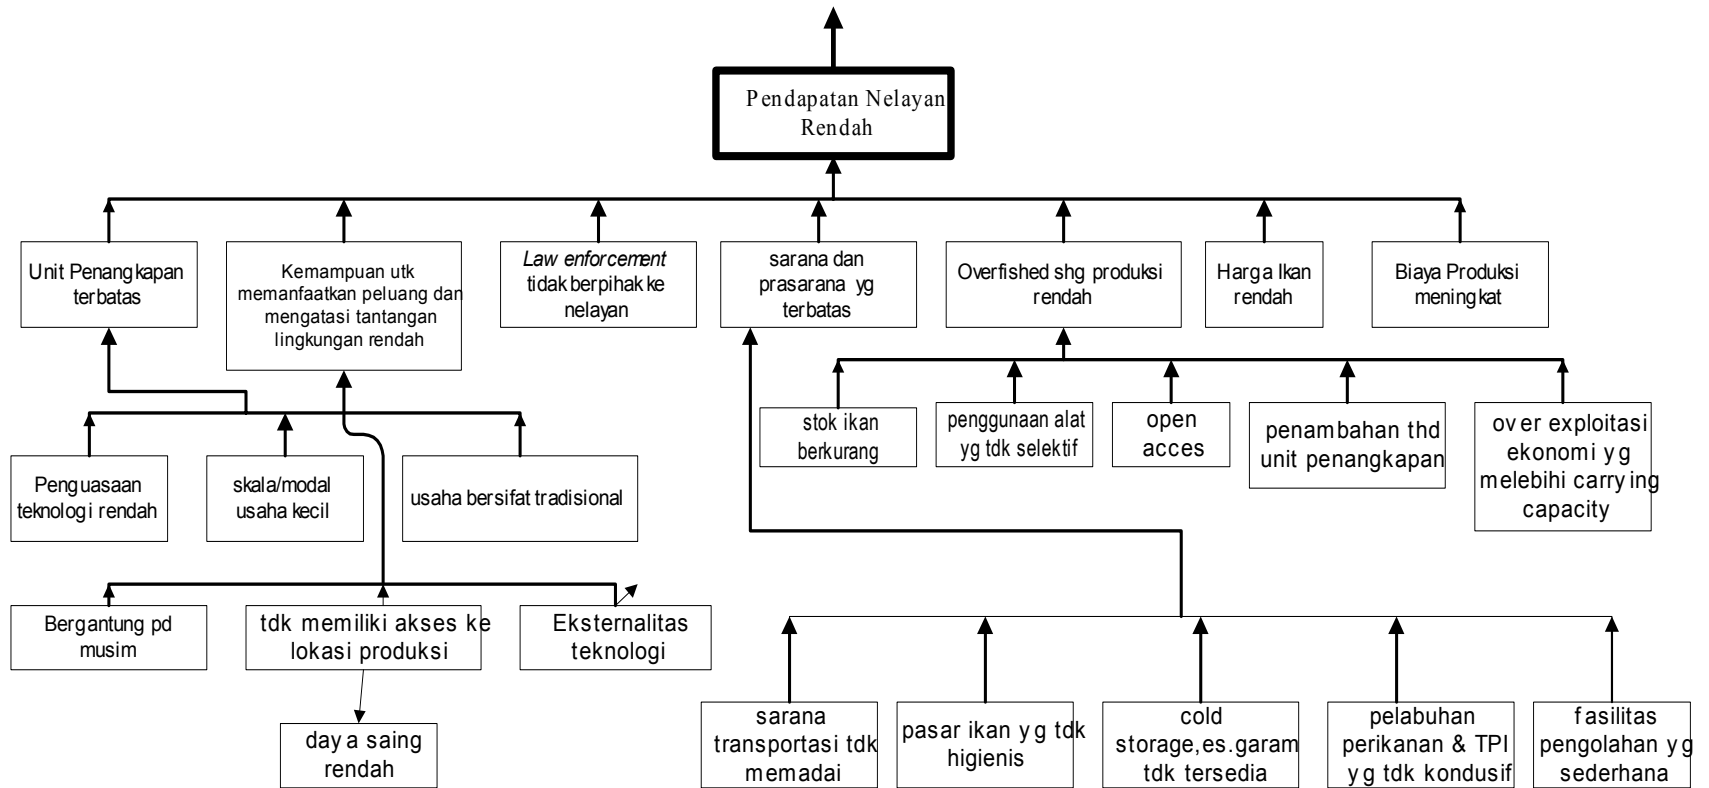 Pendapatan Nelayan
Rendah
Unit Penangkapan
terbatas
Kemampuan utk
memanfaatkan peluang dan
mengatasi tantangan
lingkungan rendah
Law enforcement
tidak berpihak ke
nelayan
sarana dan
prasarana yg
terbatas
Overfished shg produksi
rendah
Harga Ikan
rendah
Biaya Produksi
meningkat
stok ikan
berkurang
penggunaan alat
yg tdk selektif
open
acces
penambahan thd
unit penangkapan
over exploitasi
ekonomi yg
melebihi carrying
capacity
Penguasaan
teknologi rendah
skala/modal
usaha kecil
usaha bersifat tradisional
Bergantung pd
musim
tdk memiliki akses ke
lokasi produksi
Eksternalitas
teknologi
daya saing
rendah
sarana
transportasi tdk
memadai
pasar ikan yg tdk
higienis
cold
storage,es.garam
tdk tersedia
pelabuhan
perikanan & TPI
yg tdk kondusif
fasilitas
pengolahan yg
sederhana